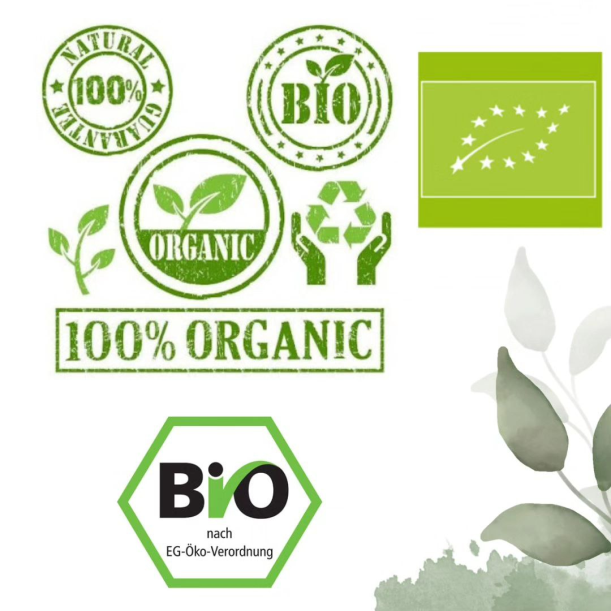 NATURAL
100%
GUARANTEE
BIO
ORGANIC
100% ORGANIC
BiO
nach
EG-Öko-Verordnung